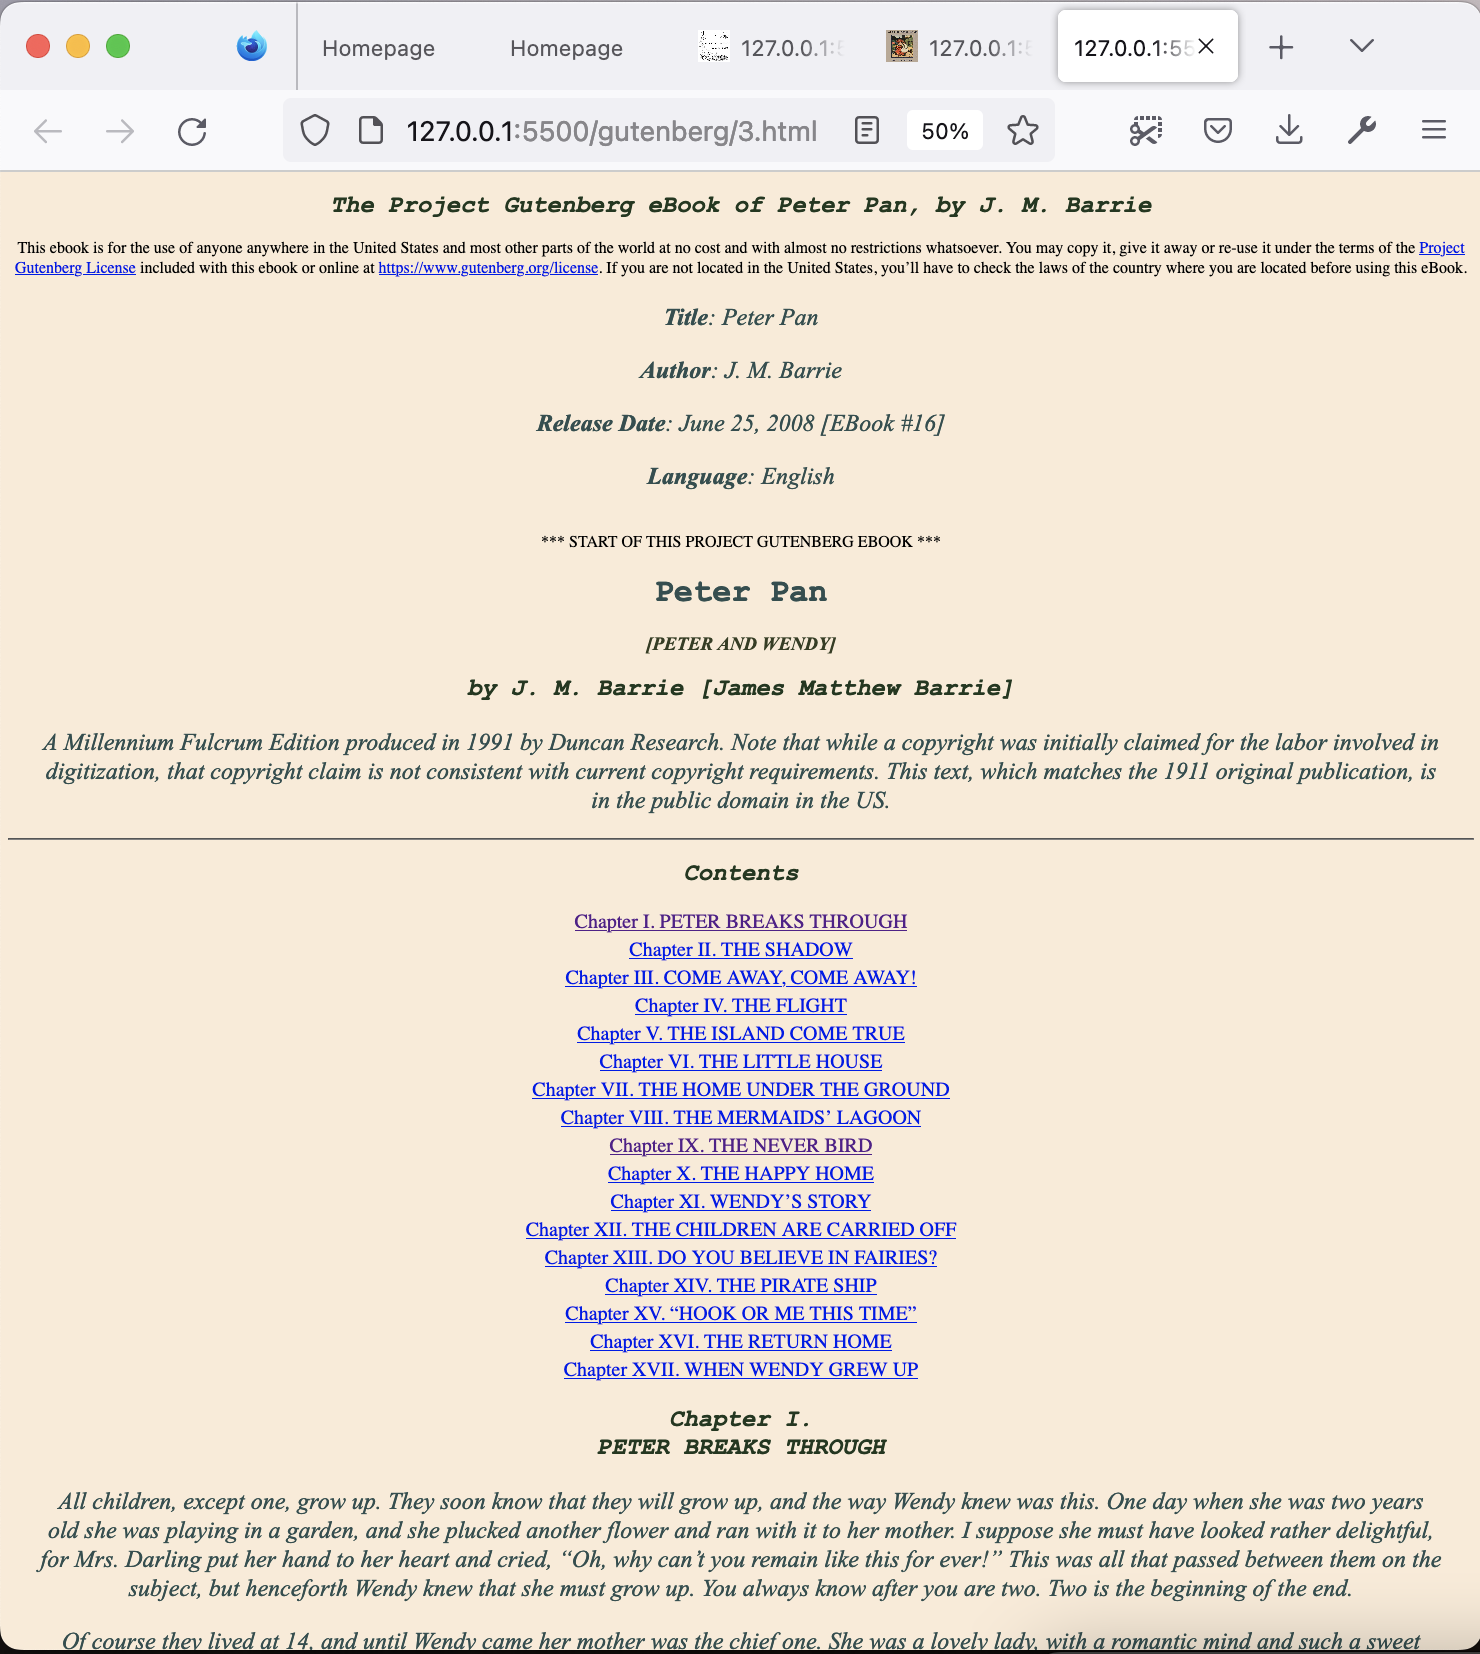 Homepage
Homepage
127.0.0.1:5
127.0.0.1:5
127.0.0.1:55
127.0.0.1:5500/gutenberg/3.html
50%
The Project Gutenberg eBook of Peter Pan, by J. M. Barrie
This ebook is for the use of anyone anywhere in the United States and most other parts of the world at no cost and with almost no restrictions whatsoever. You may copy it, give it away or re-use it under the terms of the Project
Gutenberg License included with this ebook or online at https://www.gutenberg.org/license. If you are not located in the United States, you’ll have to check the laws of the country where you are located before using this eBook.
Title: Peter Pan
Author: J. M. Barrie
Release Date: June 25, 2008 [EBook #16]
Language: English
*** START OF THIS PROJECT GUTENBERG EBOOK ***
Peter Pan
[PETER AND WENDY]
by J. M. Barrie [James Matthew Barrie]
A Millennium Fulcrum Edition produced in 1991 by Duncan Research. Note that while a copyright was initially claimed for the labor involved in
digitization, that copyright claim is not consistent with current copyright requirements. This text, which matches the 1911 original publication, is
in the public domain in the US.
Contents
Chapter I. PETER BREAKS THROUGH
Chapter II. THE SHADOW
Chapter III. COME AWAY, COME AWAY!
Chapter IV. THE FLIGHT
Chapter V. THE ISLAND COME TRUE
Chapter VI. THE LITTLE HOUSE
Chapter VII. THE HOME UNDER THE GROUND
Chapter VIII. THE MERMAIDS’ LAGOON
Chapter IX. THE NEVER BIRD
Chapter X. THE HAPPY HOME
Chapter XI. WENDY’S STORY
Chapter XII. THE CHILDREN ARE CARRIED OFF
Chapter XIII. DO YOU BELIEVE IN FAIRIES?
Chapter XIV. THE PIRATE SHIP
Chapter XV. “HOOK OR ME THIS TIME”
Chapter XVI. THE RETURN HOME
Chapter XVII. WHEN WENDY GREW UP
Chapter I.
PETER BREAKS THROUGH
All children, except one, grow up. They soon know that they will grow up, and the way Wendy knew was this. One day when she was two years
old she was playing in a garden, and she plucked another flower and ran with it to her mother. I suppose she must have looked rather delightful,
for Mrs. Darling put her hand to her heart and cried, “Oh, why can’t you remain like this for ever!” This was all that passed between them on the
subject, but henceforth Wendy knew that she must grow up. You always know after you are two. Two is the beginning of the end.
Of course they lived at 14, and until Wendy came her mother was the chief one. She was a lovely lady, with a romantic mind and such a sweet